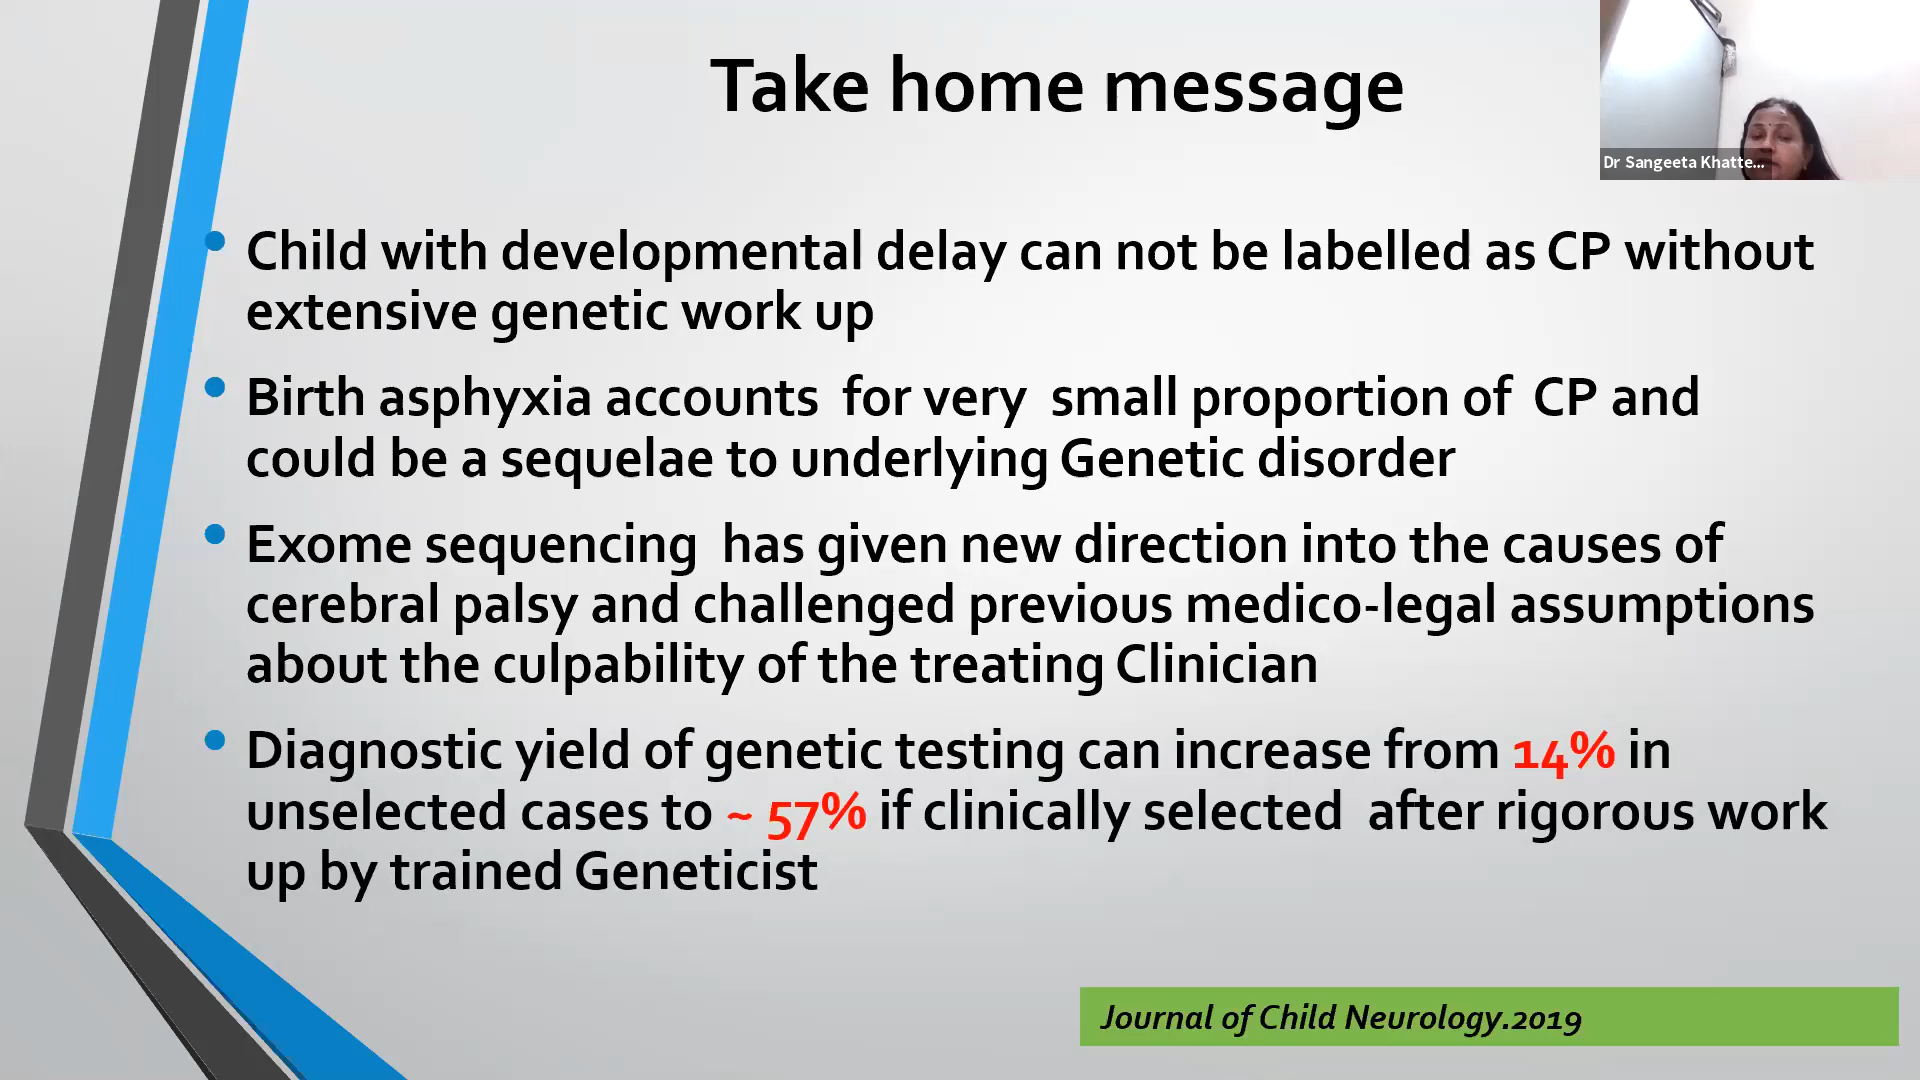 Take home message
Dr Sangeeta Khatte...
• Child with developmental delay can not be labelled as CP without
extensive genetic work up
• Birth asphyxia accounts for very small proportion of CP and
could be a sequelae to underlying Genetic disorder
• Exome sequencing has given new direction into the causes of
cerebral palsy and challenged previous medico-legal assumptions
about the culpability of the treating Clinician
• Diagnostic yield of genetic testing can increase from 14% in
unselected cases to ~ 57% if clinically selected after rigorous work
up by trained Geneticist
Journal of Child Neurology.2019